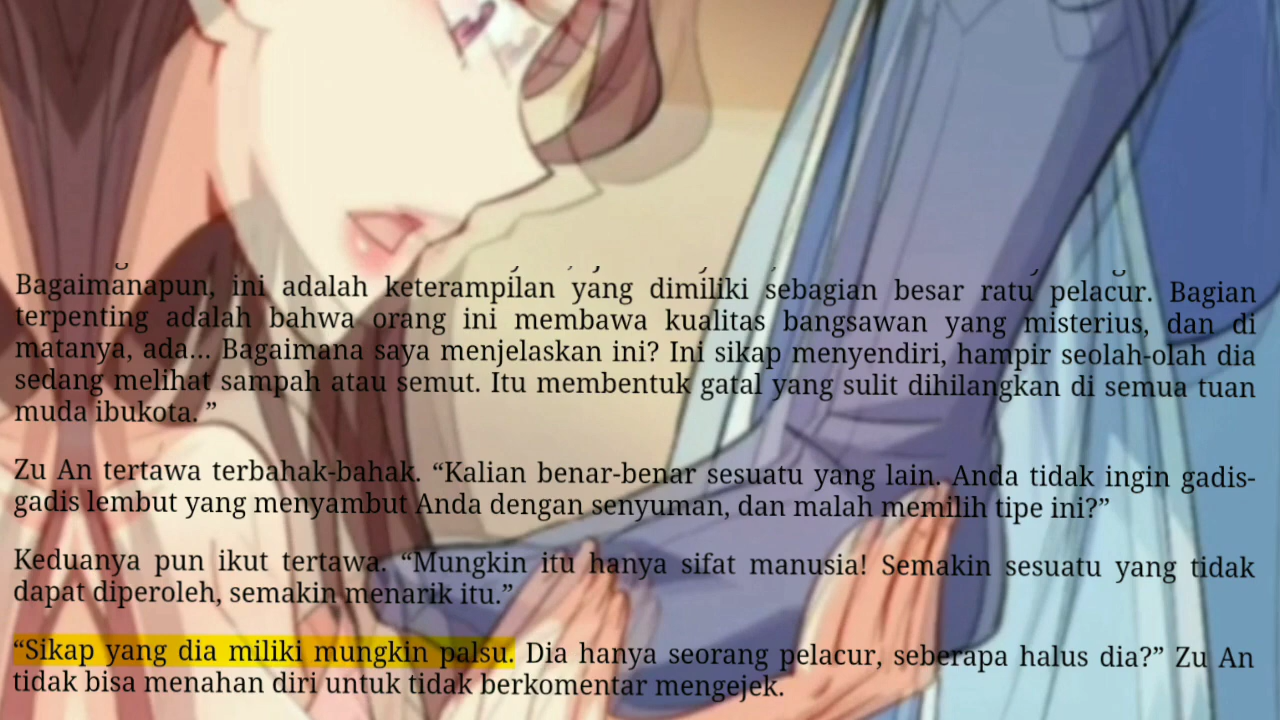 Bagaimanapun, ini adalah keterampilan yang dimiliki sebagian besar ratu pelacur. Bagian
terpenting adalah bahwa orang ini membawa kualitas bangsawan yang misterius, dan di
matanya, ada... Bagaimana saya menjelaskan ini? Ini sikap menyendiri, hampir seolah-olah dia
sedang melihat sampah atau semut. Itu membentuk gatal yang sulit dihilangkan di semua tuan
muda ibukota. ”
Zu An tertawa terbahak-bahak. “Kalian benar-benar sesuatu yang lain. Anda tidak ingin gadis-
gadis lembut yang menyambut Anda dengan senyuman, dan malah memilih tipe ini?”
Keduanya pun ikut tertawa. “Mungkin itu hanya sifat manusia! Semakin sesuatu yang tidak
dapat diperoleh, semakin menarik itu.”
“Sikap yang dia miliki mungkin palsu. Dia hanya seorang pelacur, seberapa halus dia?” Zu An
tidak bisa menahan diri untuk tidak berkomentar mengejek.